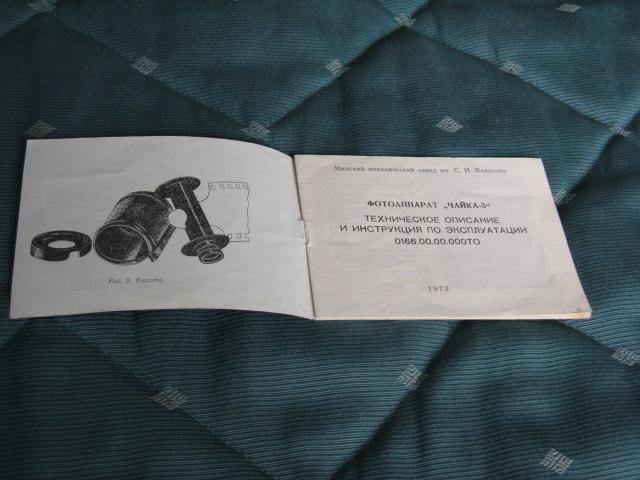 Рис. 5. Кассета.
Минский механический завод им. С. И. Вавилова
ФОТОАППАРАТ „ЧАЙКА-3“
ТЕХНИЧЕСКОЕ ОПИСАНИЕ
И ИНСТРУКЦИЯ ПО ЭКСПЛУАТАЦИИ
0166.00.00.000ТО
1973